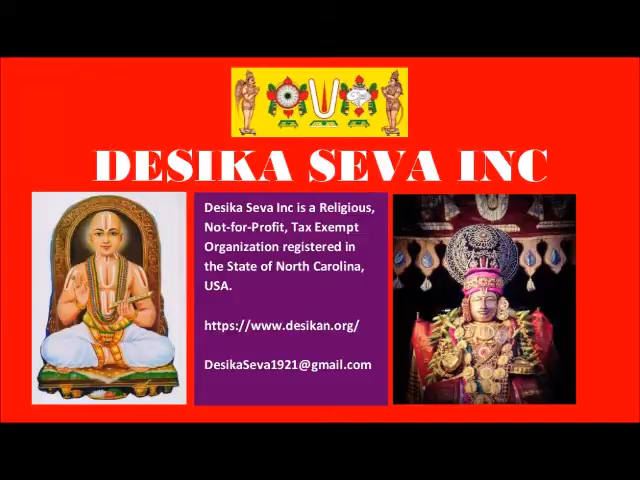 DESIKA SEVA INC
Desika Seva Inc is a Religious,
Not-for-Profit, Tax Exempt
Organization registered in
the State of North Carolina,
USA.
https://www.desikan.org/
DesikaSeva1921@gmail.com